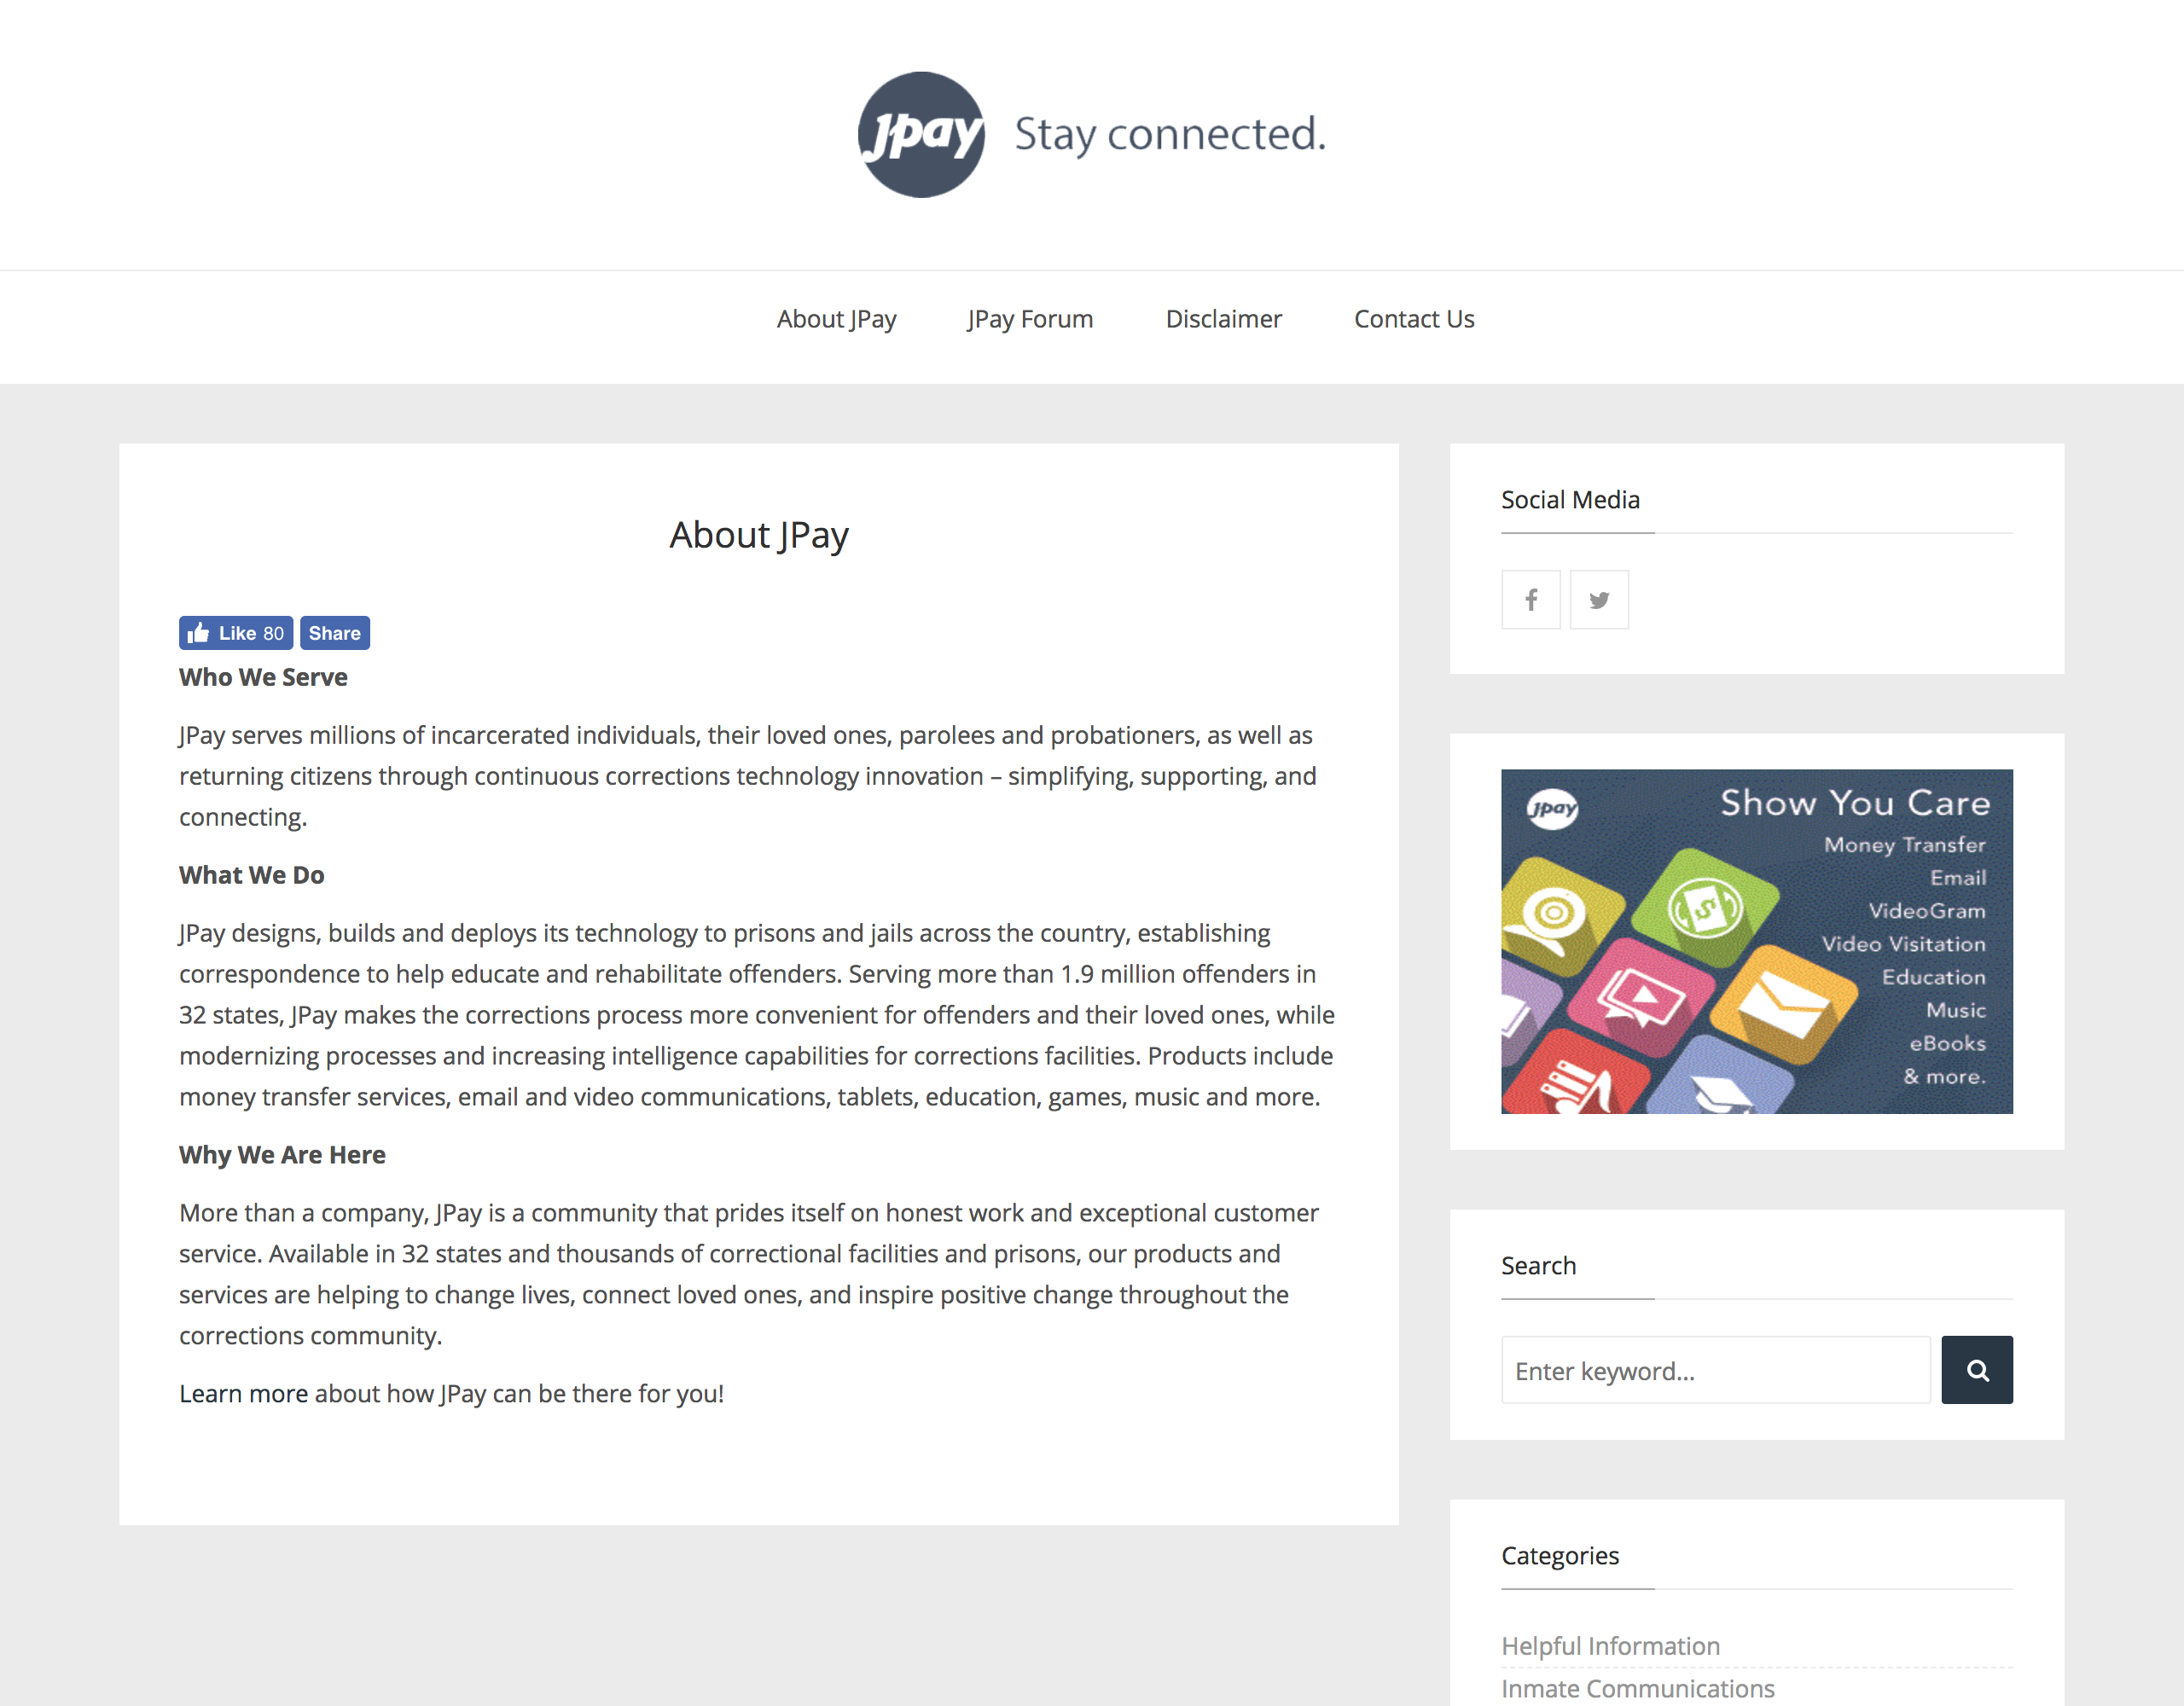 jpay Stay connected.
About JPay JPay Forum Disclaimer Contact Us
About JPay
Like 80 Share
Who We Serve
JPay serves millions of incarcerated individuals, their loved ones, parolees and probationers, as well as
returning citizens through continuous corrections technology innovation – simplifying, supporting, and
connecting.
What We Do
JPay designs, builds and deploys its technology to prisons and jails across the country, establishing
correspondence to help educate and rehabilitate offenders. Serving more than 1.9 million offenders in
32 states, JPay makes the corrections process more convenient for offenders and their loved ones, while
modernizing processes and increasing intelligence capabilities for corrections facilities. Products include
money transfer services, email and video communications, tablets, education, games, music and more.
Why We Are Here
More than a company, JPay is a community that prides itself on honest work and exceptional customer
service. Available in 32 states and thousands of correctional facilities and prisons, our products and
services are helping to change lives, connect loved ones, and inspire positive change throughout the
corrections community.
Learn more about how JPay can be there for you!
Social Media
jpay Show You Care
Money Transfer
Email
VideoGram
Video Visitation
Education
Music
eBooks
& more.
Search
Enter keyword...
Categories
Helpful Information
Inmate Communications